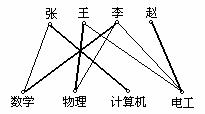 张 王 李 赵
数学 物理 计算机 电工